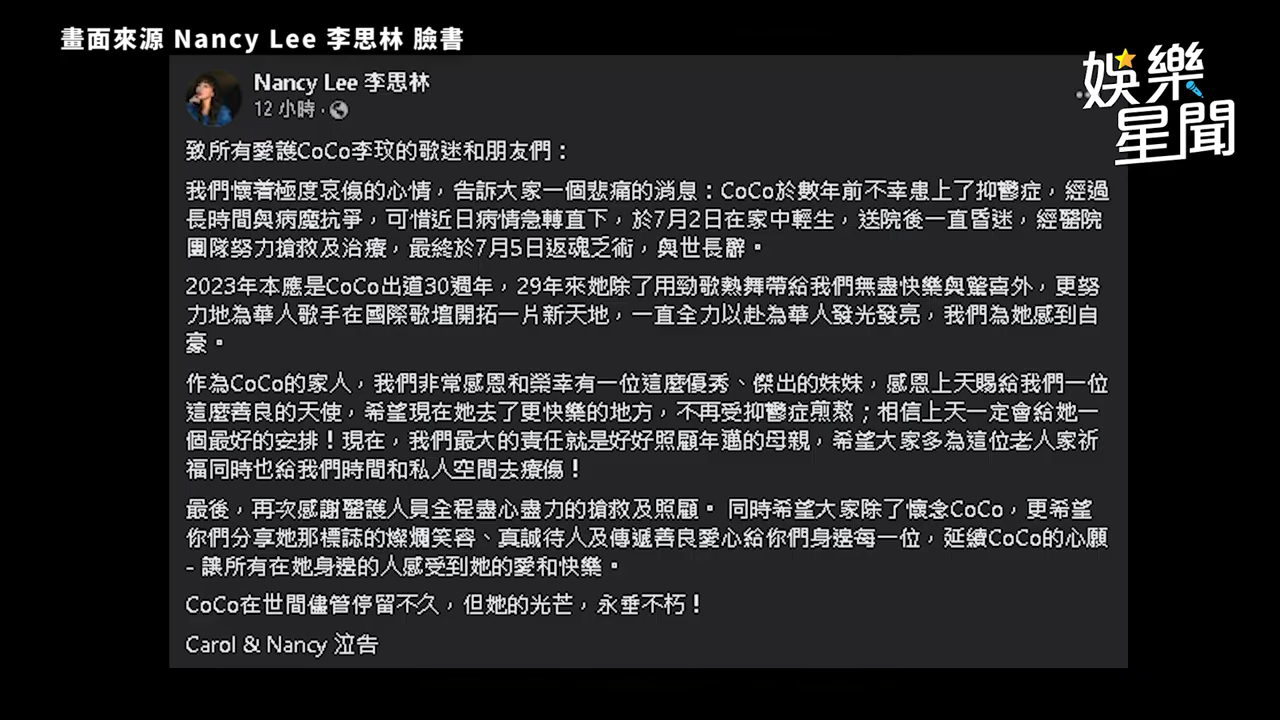 畫面來源 Nancy Lee 李思林 臉書
娛樂星聞
Nancy Lee 李思林
12 小時 ·
致所有愛護CoCo李玟的歌迷和朋友們：
我們懷着極度哀傷的心情，告訴大家一個悲痛的消息：CoCo於數年前不幸患上了抑鬱症，經過
長時間與病魔抗爭，可惜近日病情急轉直下，於7月2日在家中輕生，送院後一直昏迷，經醫院
團隊努力搶救及治療，最終於7月5日返魂乏術，與世長辭。
2023年本應是CoCo出道30週年，29年來她除了用勁歌熱舞帶給我們無盡快樂與驚喜外，更努
力地為華人歌手在國際歌壇開拓一片新天地，一直全力以赴為華人發光發亮，我們為她感到自
豪。
作為CoCo的家人，我們非常感恩和榮幸有一位這麼優秀、傑出的妹妹，感恩上天賜給我們一位
這麼善良的天使，希望現在她去了更快樂的地方，不再受抑鬱症煎熬；相信上天一定會給她一
個最好的安排！現在，我們最大的責任就是好好照顧年邁的母親，希望大家多為這位老人家祈
福同時也給我們時間和私人空間去療傷！
最後，再次感謝醫護人員全程盡心盡力的搶救及照顧。 同時希望大家除了懷念CoCo，更希望
你們分享她那標誌的燦爛笑容、真誠待人及傳遞善良愛心給你們身邊每一位，延續CoCo的心願
- 讓所有在她身邊的人感受到她的愛和快樂。
CoCo在世間儘管停留不久，但她的光芒，永垂不朽！
Carol & Nancy 泣告